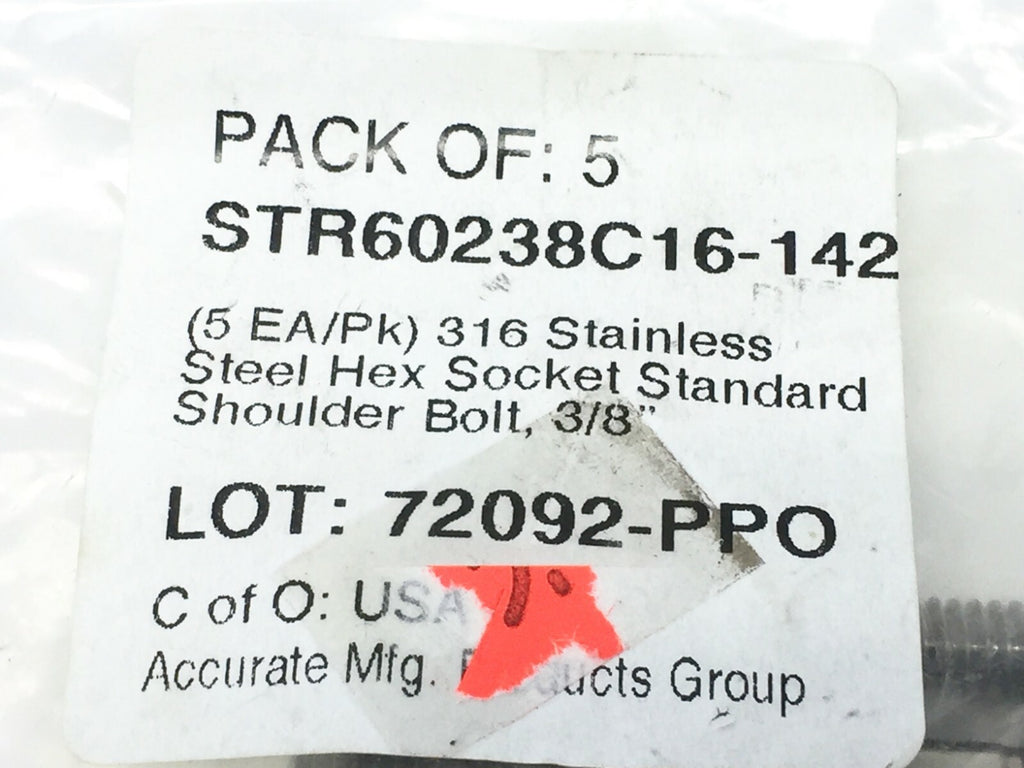 PACK OF: 5
STR60238C16-142
(5 EA/Pk) 316 Stainless
Steel Hex Socket Standard
Shoulder Bolt, 3/8"
LOT: 72092-PPO
C of O: USA
Accurate Mfg. Products Group